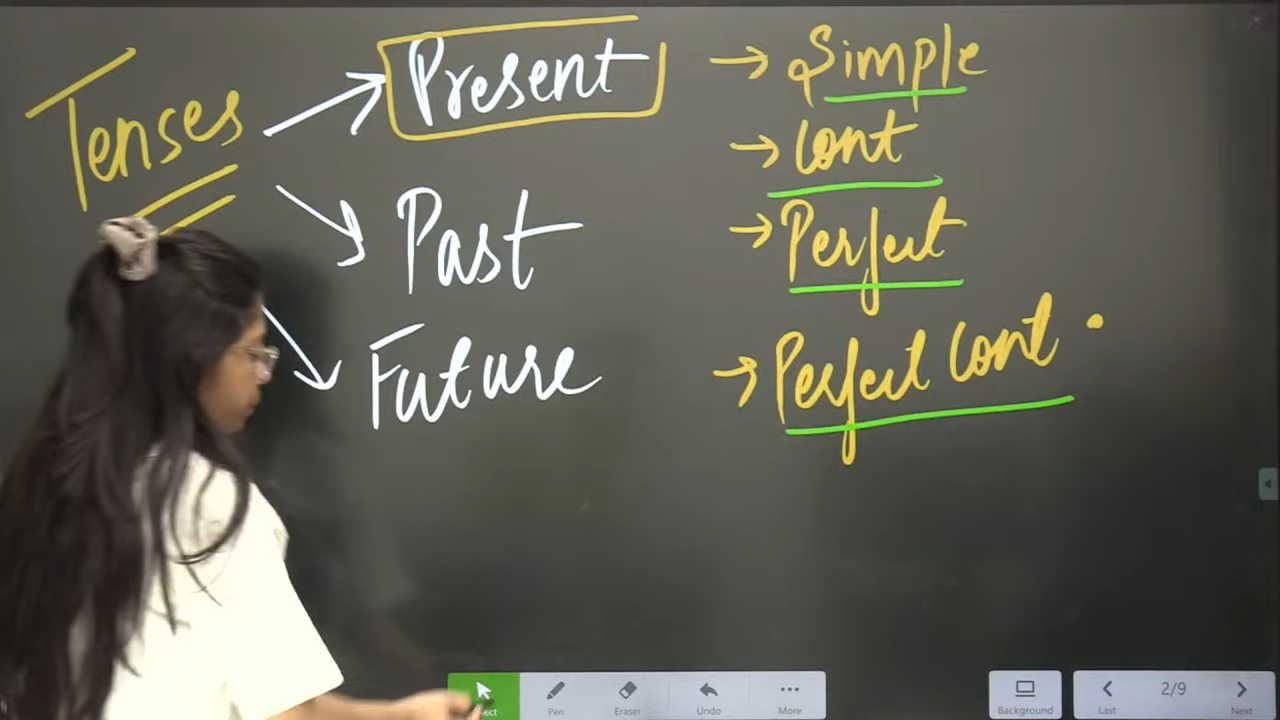 Tenses
→ Present
→ Past
→ Future
→ Simple
→ Cont
→ Perfect
→ Perfect Cont .
Pen
Eraser
Undo
More
Background
Last
2/9
Next